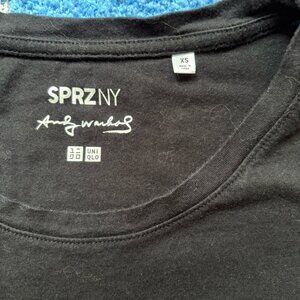 SPRZ NY
Andy Warhol
ユニ UNI
クロ QLO
XS